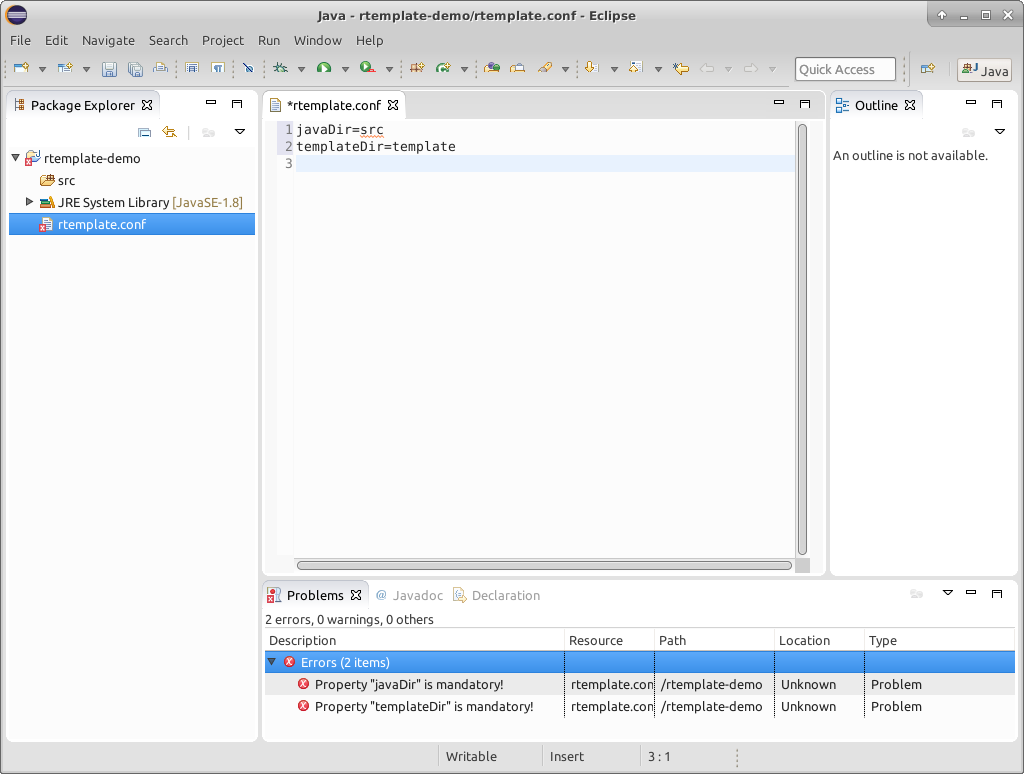 Java - rtemplate-demo/rtemplate.conf - Eclipse
File Edit Navigate Search Project Run Window Help
Quick Access
Java
Package Explorer
*rtemplate.conf
Outline
rtemplate-demo
src
JRE System Library [JavaSE-1.8]
rtemplate.conf
1 javaDir=src
2 templateDir=template
3
An outline is not available.
Problems @ Javadoc Declaration
2 errors, 0 warnings, 0 others
Description Resource Path Location Type
Errors (2 items)
Property "javaDir" is mandatory! rtemplate.con /rtemplate-demo Unknown Problem
Property "templateDir" is mandatory! rtemplate.con /rtemplate-demo Unknown Problem
Writable Insert 3 : 1